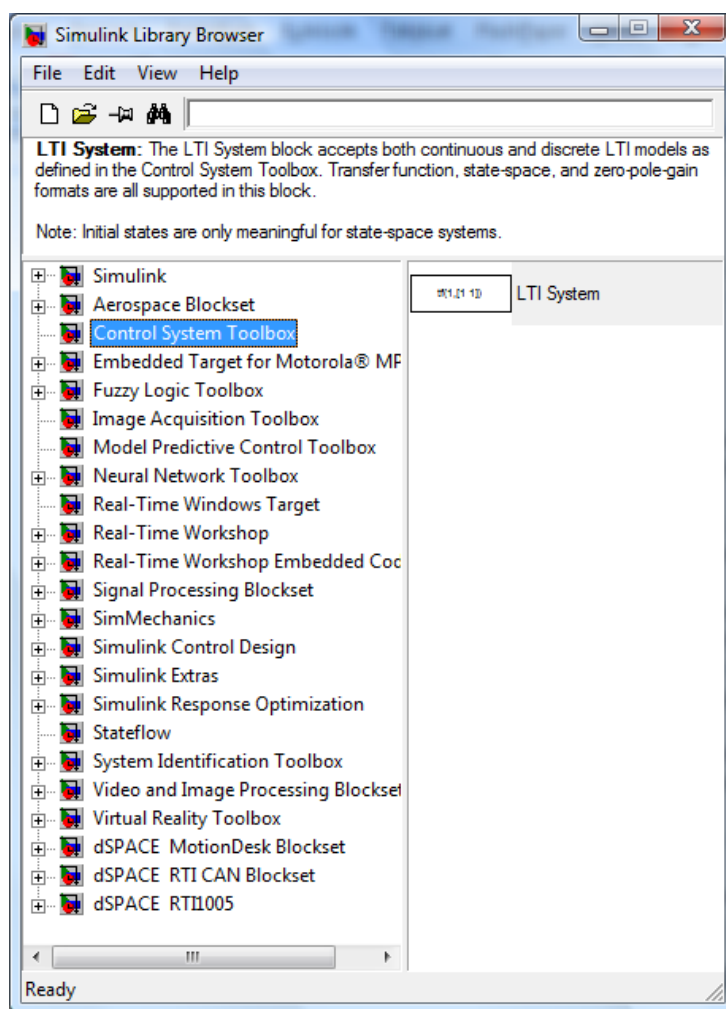 Simulink Library Browser
File Edit View Help
LTI System: The LTI System block accepts both continuous and discrete LTI models as
defined in the Control System Toolbox. Transfer function, state-space, and zero-pole-gain
formats are all supported in this block.
Note: Initial states are only meaningful for state-space systems.
Simulink
Aerospace Blockset
Control System Toolbox
Embedded Target for Motorola® MP
Fuzzy Logic Toolbox
Image Acquisition Toolbox
Model Predictive Control Toolbox
Neural Network Toolbox
Real-Time Windows Target
Real-Time Workshop
Real-Time Workshop Embedded Cod
Signal Processing Blockset
SimMechanics
Simulink Control Design
Simulink Extras
Simulink Response Optimization
Stateflow
System Identification Toolbox
Video and Image Processing Blockset
Virtual Reality Toolbox
dSPACE MotionDesk Blockset
dSPACE RTI CAN Blockset
dSPACE RTI1005
tf(1,[1 1])
LTI System
Ready